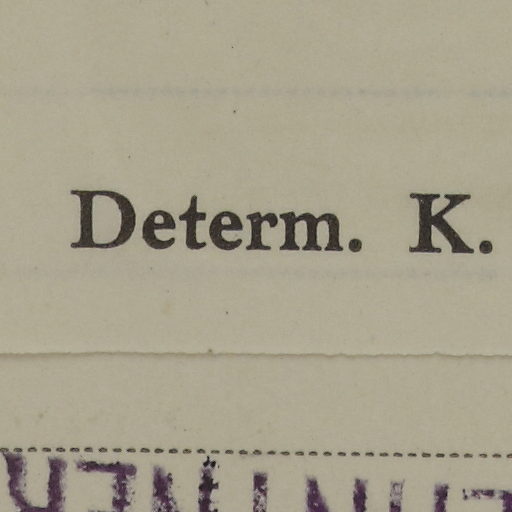 Determ. K.